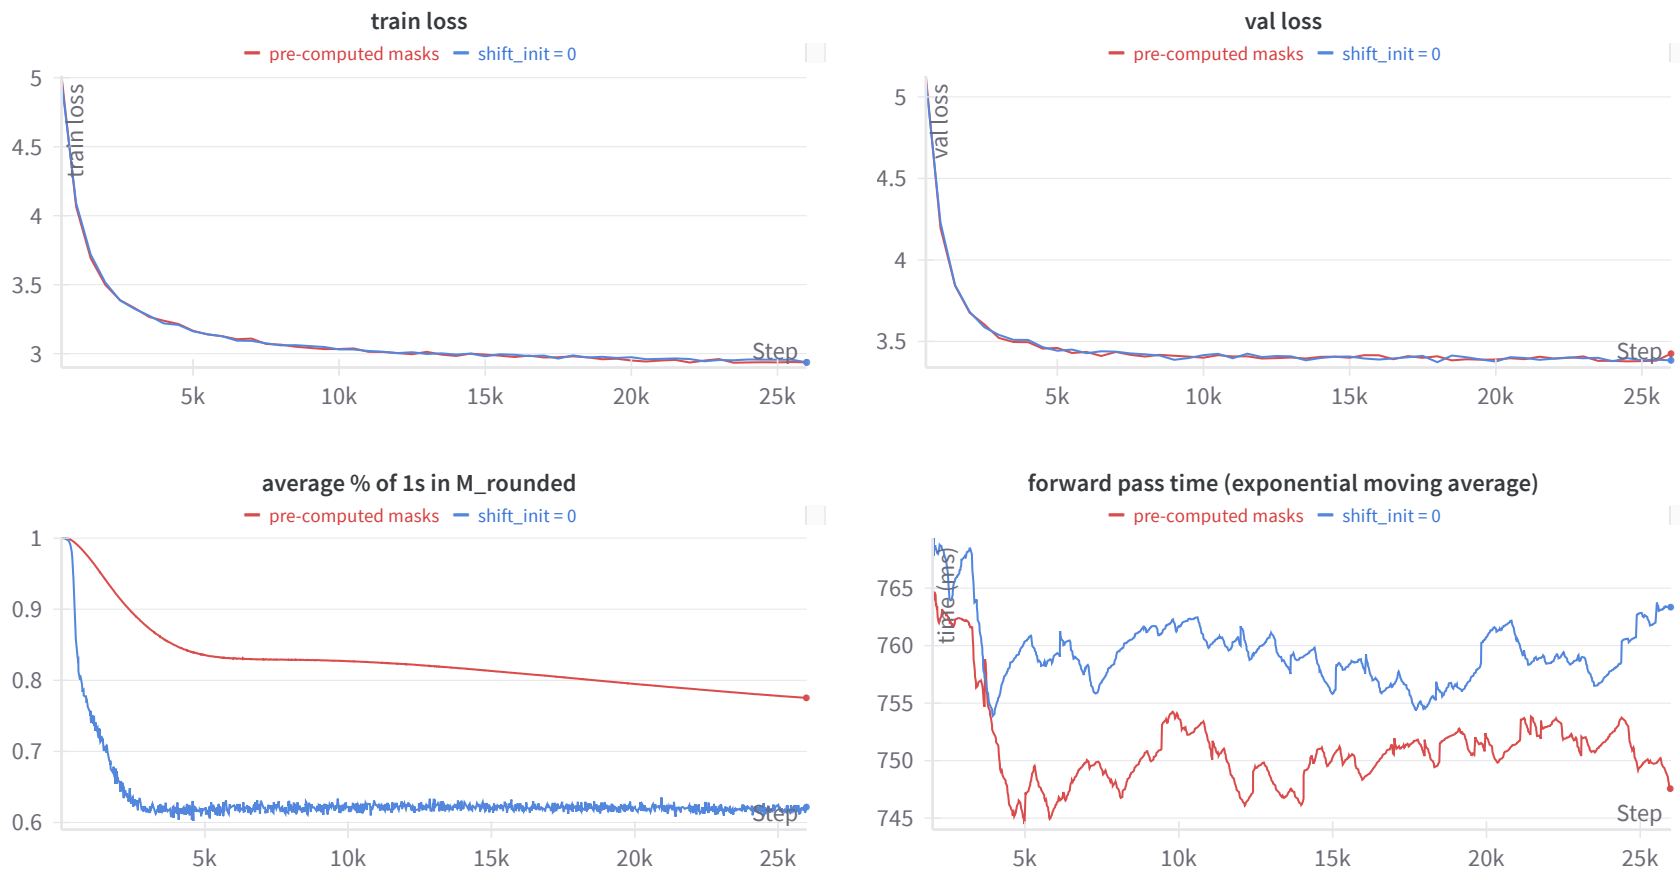 train loss
pre-computed masks shift_init = 0
5
4.5
4
3.5
3
train loss
Step
5k 10k 15k 20k 25k
val loss
pre-computed masks shift_init = 0
5
4.5
4
3.5
val loss
Step
5k 10k 15k 20k 25k
average % of 1s in M_rounded
pre-computed masks shift_init = 0
1
0.9
0.8
0.7
0.6
Step
5k 10k 15k 20k 25k
forward pass time (exponential moving average)
pre-computed masks shift_init = 0
765
760
755
750
745
time (ms)
Step
5k 10k 15k 20k 25k